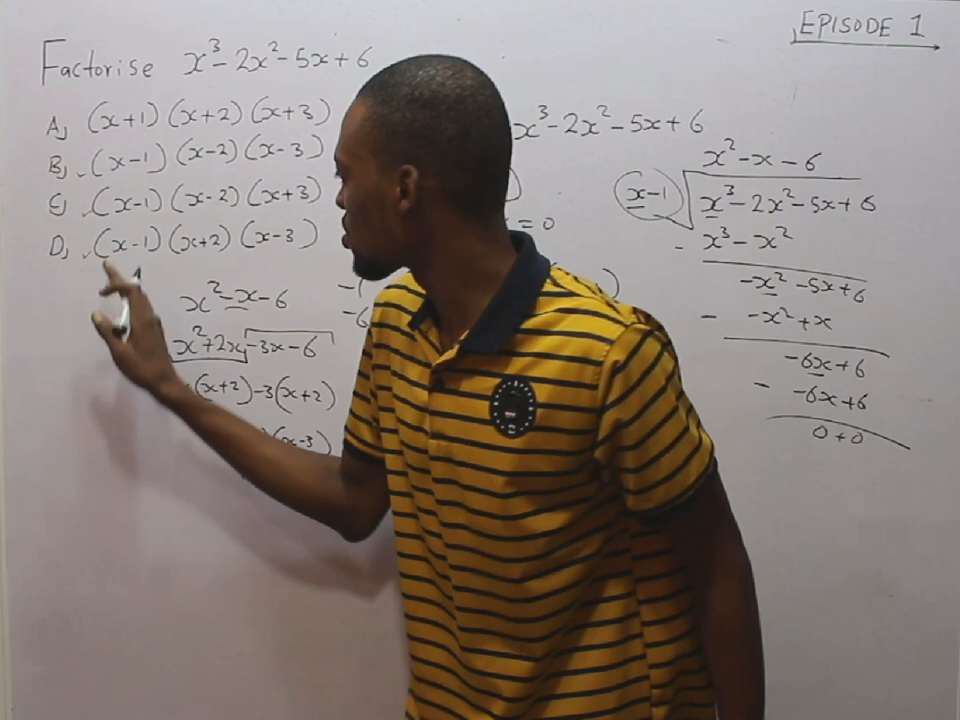 EPISODE 1
Factorise x³ - 2x² - 5x + 6
A, (x+1) (x+2) (x+3)
B, (x-1) (x-2) (x-3)
C, (x-1) (x-2) (x+3)
D, (x-1) (x+2) (x-3)
x² - x - 6
x² + 2x - 3x - 6
(x+2) - 3(x+2)
x-3)
x³ - 2x² - 5x + 6
= 0
x² - x - 6
x-1 x³ - 2x² - 5x + 6
- x³ - x²
-x² - 5x + 6
- -x² + x
-6x + 6
- -6x + 6
0 + 0